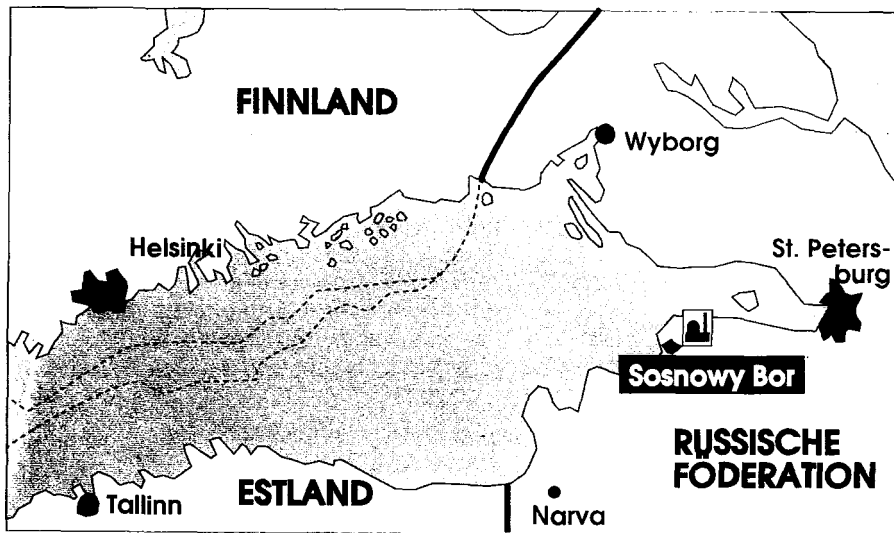 FINNLAND
Wyborg
Helsinki
St. Peters-
burg
Sosnowy Bor
RUSSISCHE
FÖDERATION
Tallinn
ESTLAND
Narva